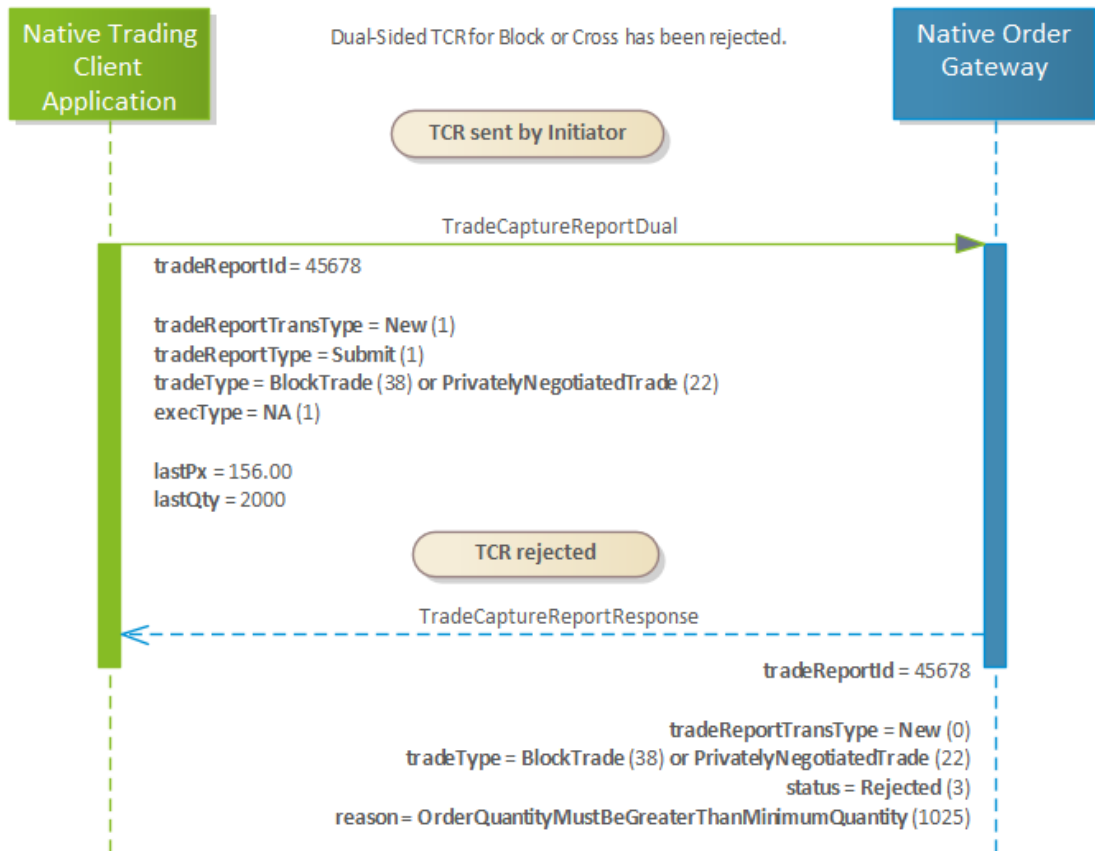 Native Trading
Client
Application
Dual-Sided TCR for Block or Cross has been rejected.
Native Order
Gateway
TCR sent by Initiator
TradeCaptureReportDual
tradeReportId = 45678
tradeReportTransType = New (1)
tradeReportType = Submit (1)
tradeType = BlockTrade (38) or PrivatelyNegotiatedTrade (22)
execType = NA (1)
lastPx = 156.00
lastQty = 2000
TCR rejected
TradeCaptureReportResponse
tradeReportId = 45678
tradeReportTransType = New (0)
tradeType = BlockTrade (38) or PrivatelyNegotiatedTrade (22)
status = Rejected (3)
reason = OrderQuantityMustBeGreaterThanMinimumQuantity (1025)